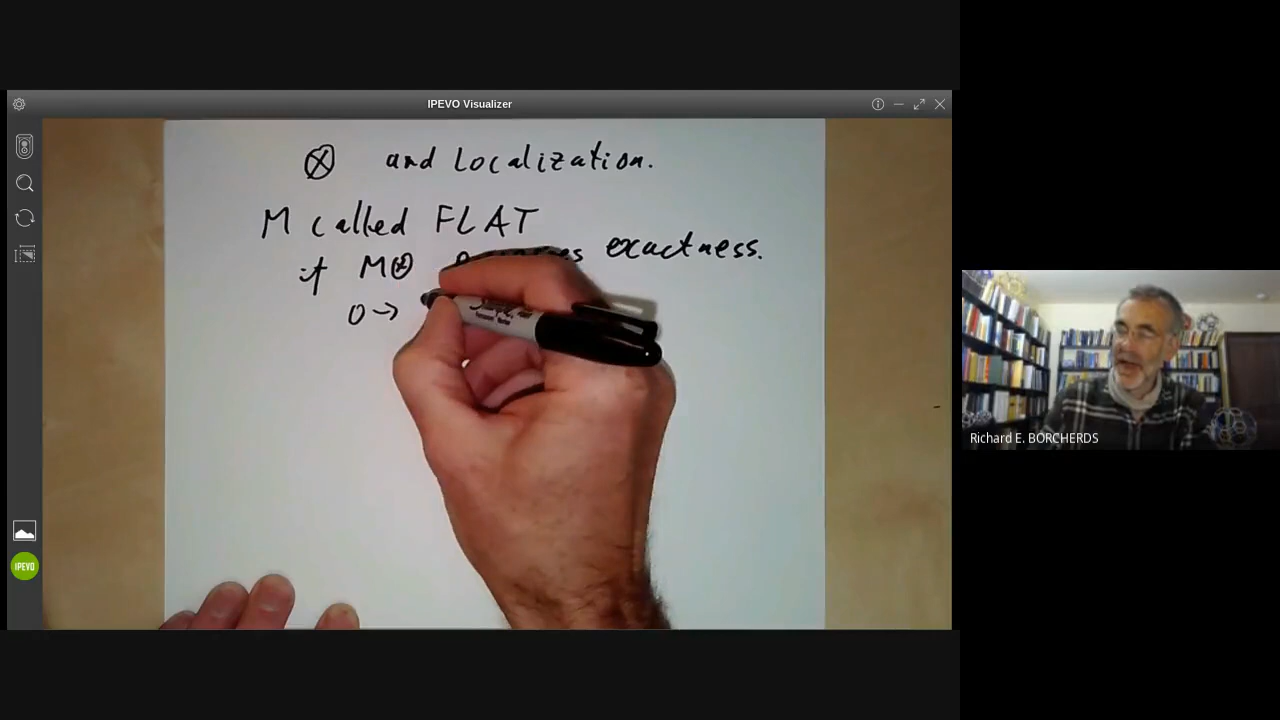 IPEVO Visualizer
⊗ and Localization.
M called FLAT
if M⊗ exactness.
0 →
Richard E. BORCHERDS
IPEVO